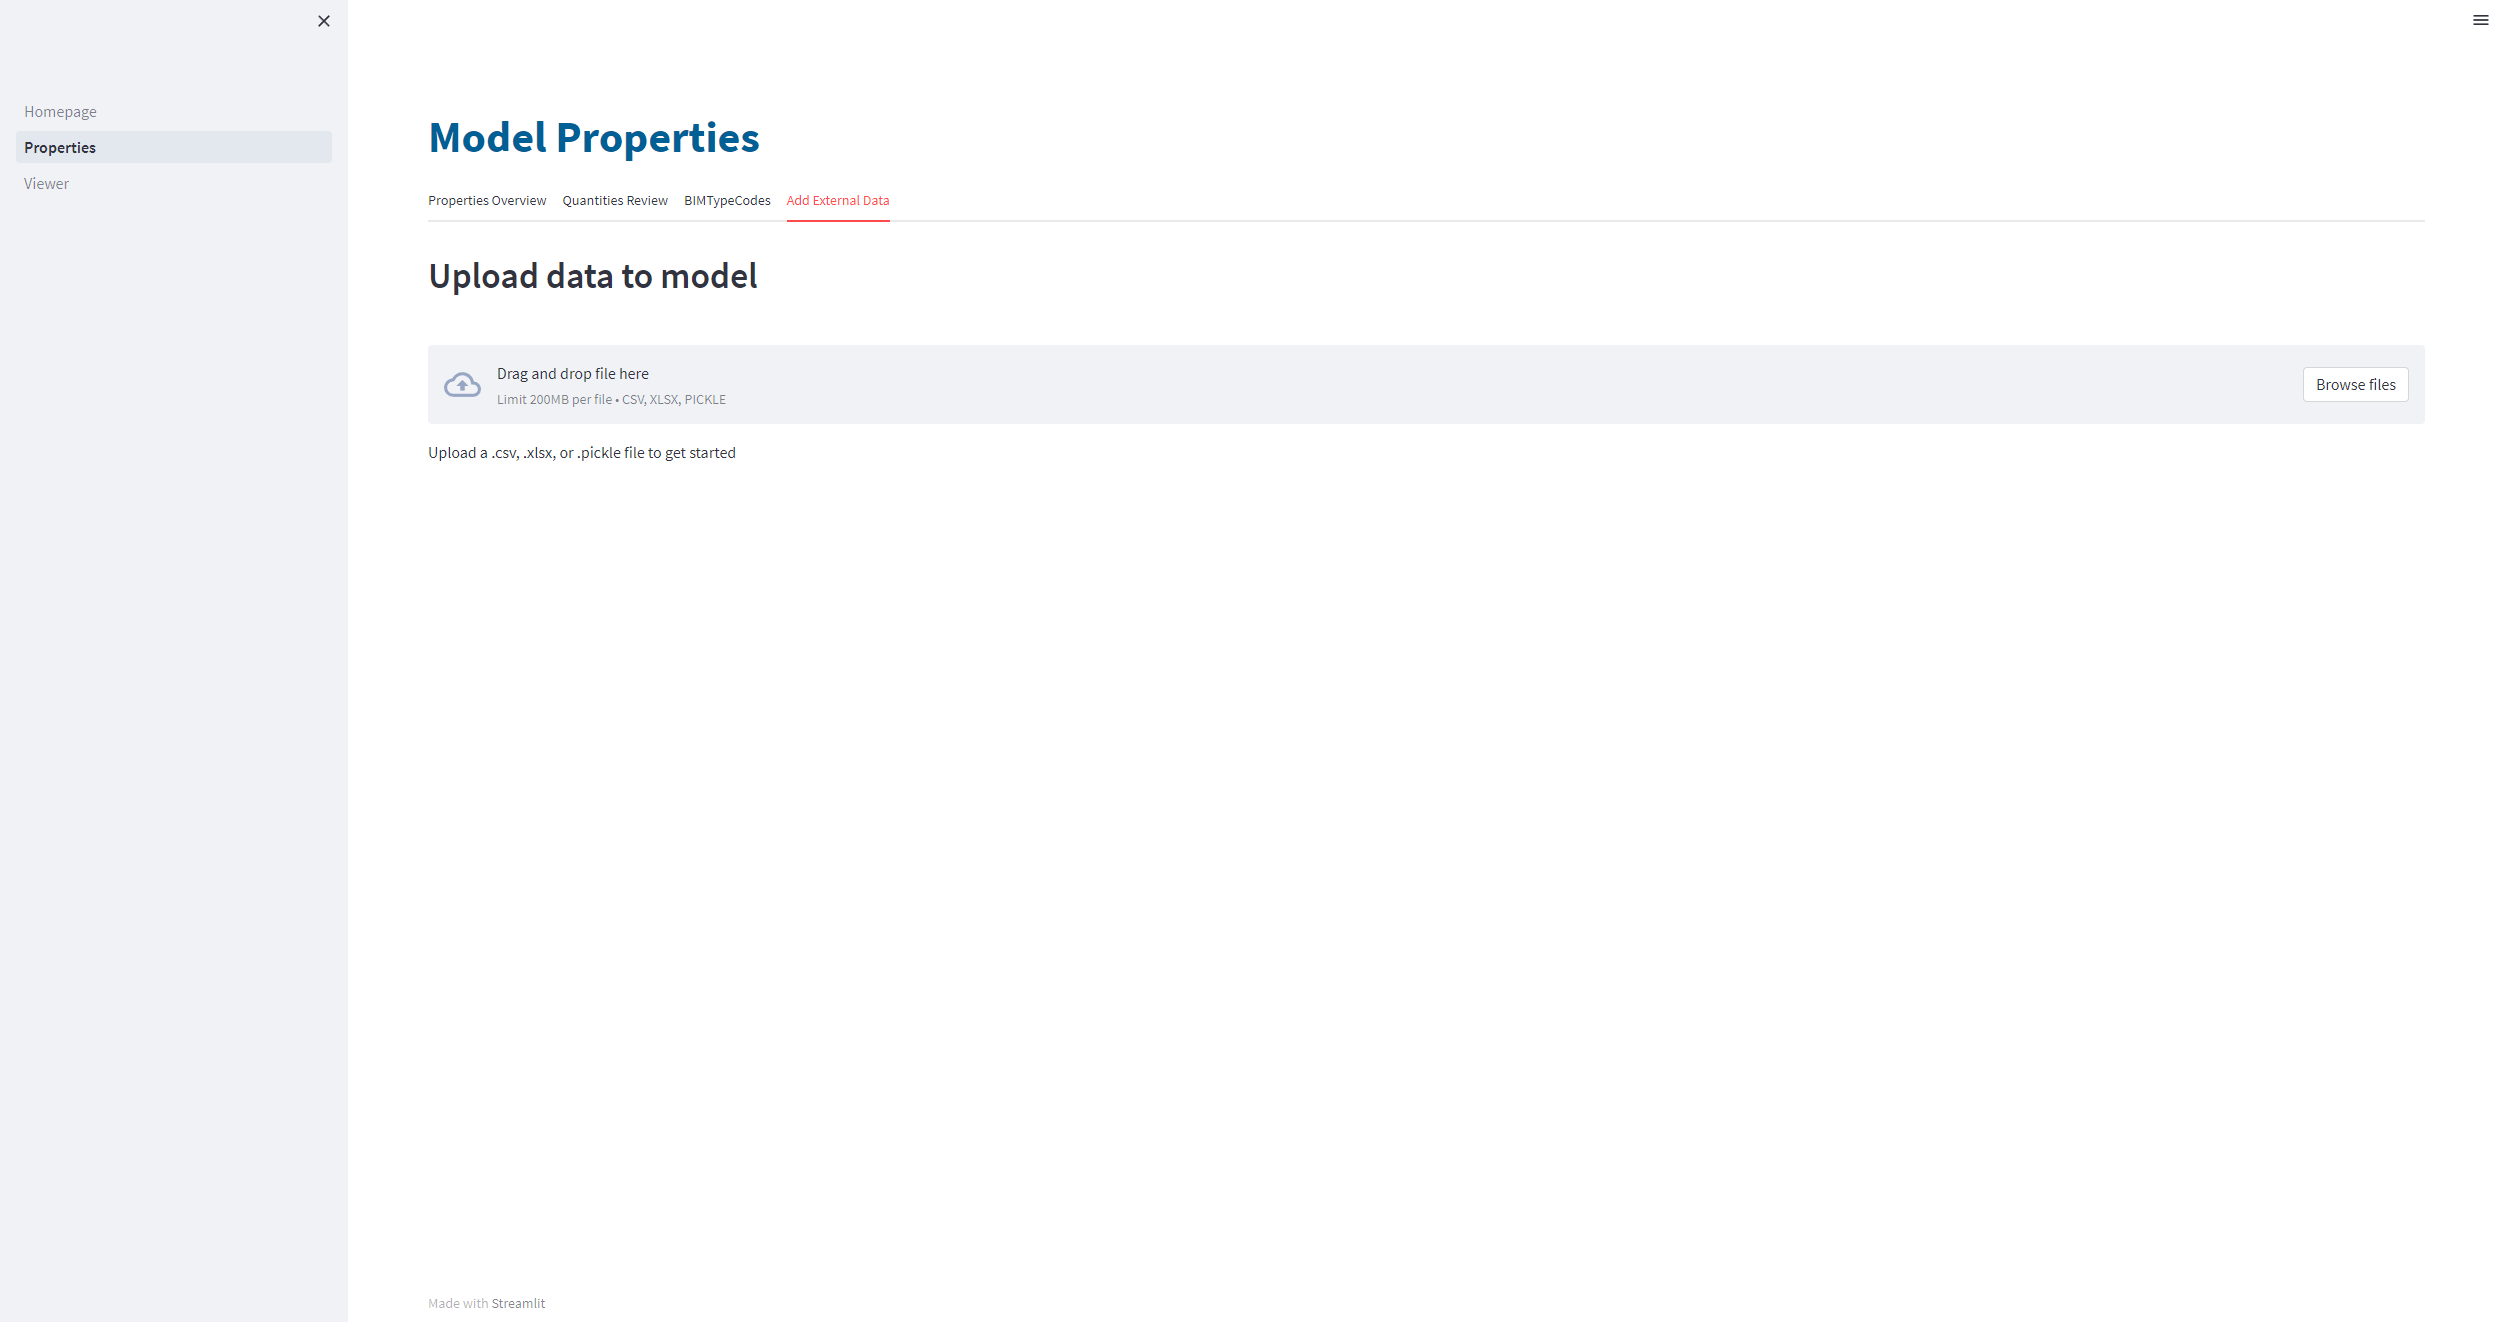 Homepage
Properties
Viewer
Model Properties
Properties Overview Quantities Review BIMTypeCodes Add External Data
Upload data to model
Drag and drop file here
Limit 200MB per file • CSV, XLSX, PICKLE
Browse files
Upload a .csv, .xlsx, or .pickle file to get started
Made with Streamlit